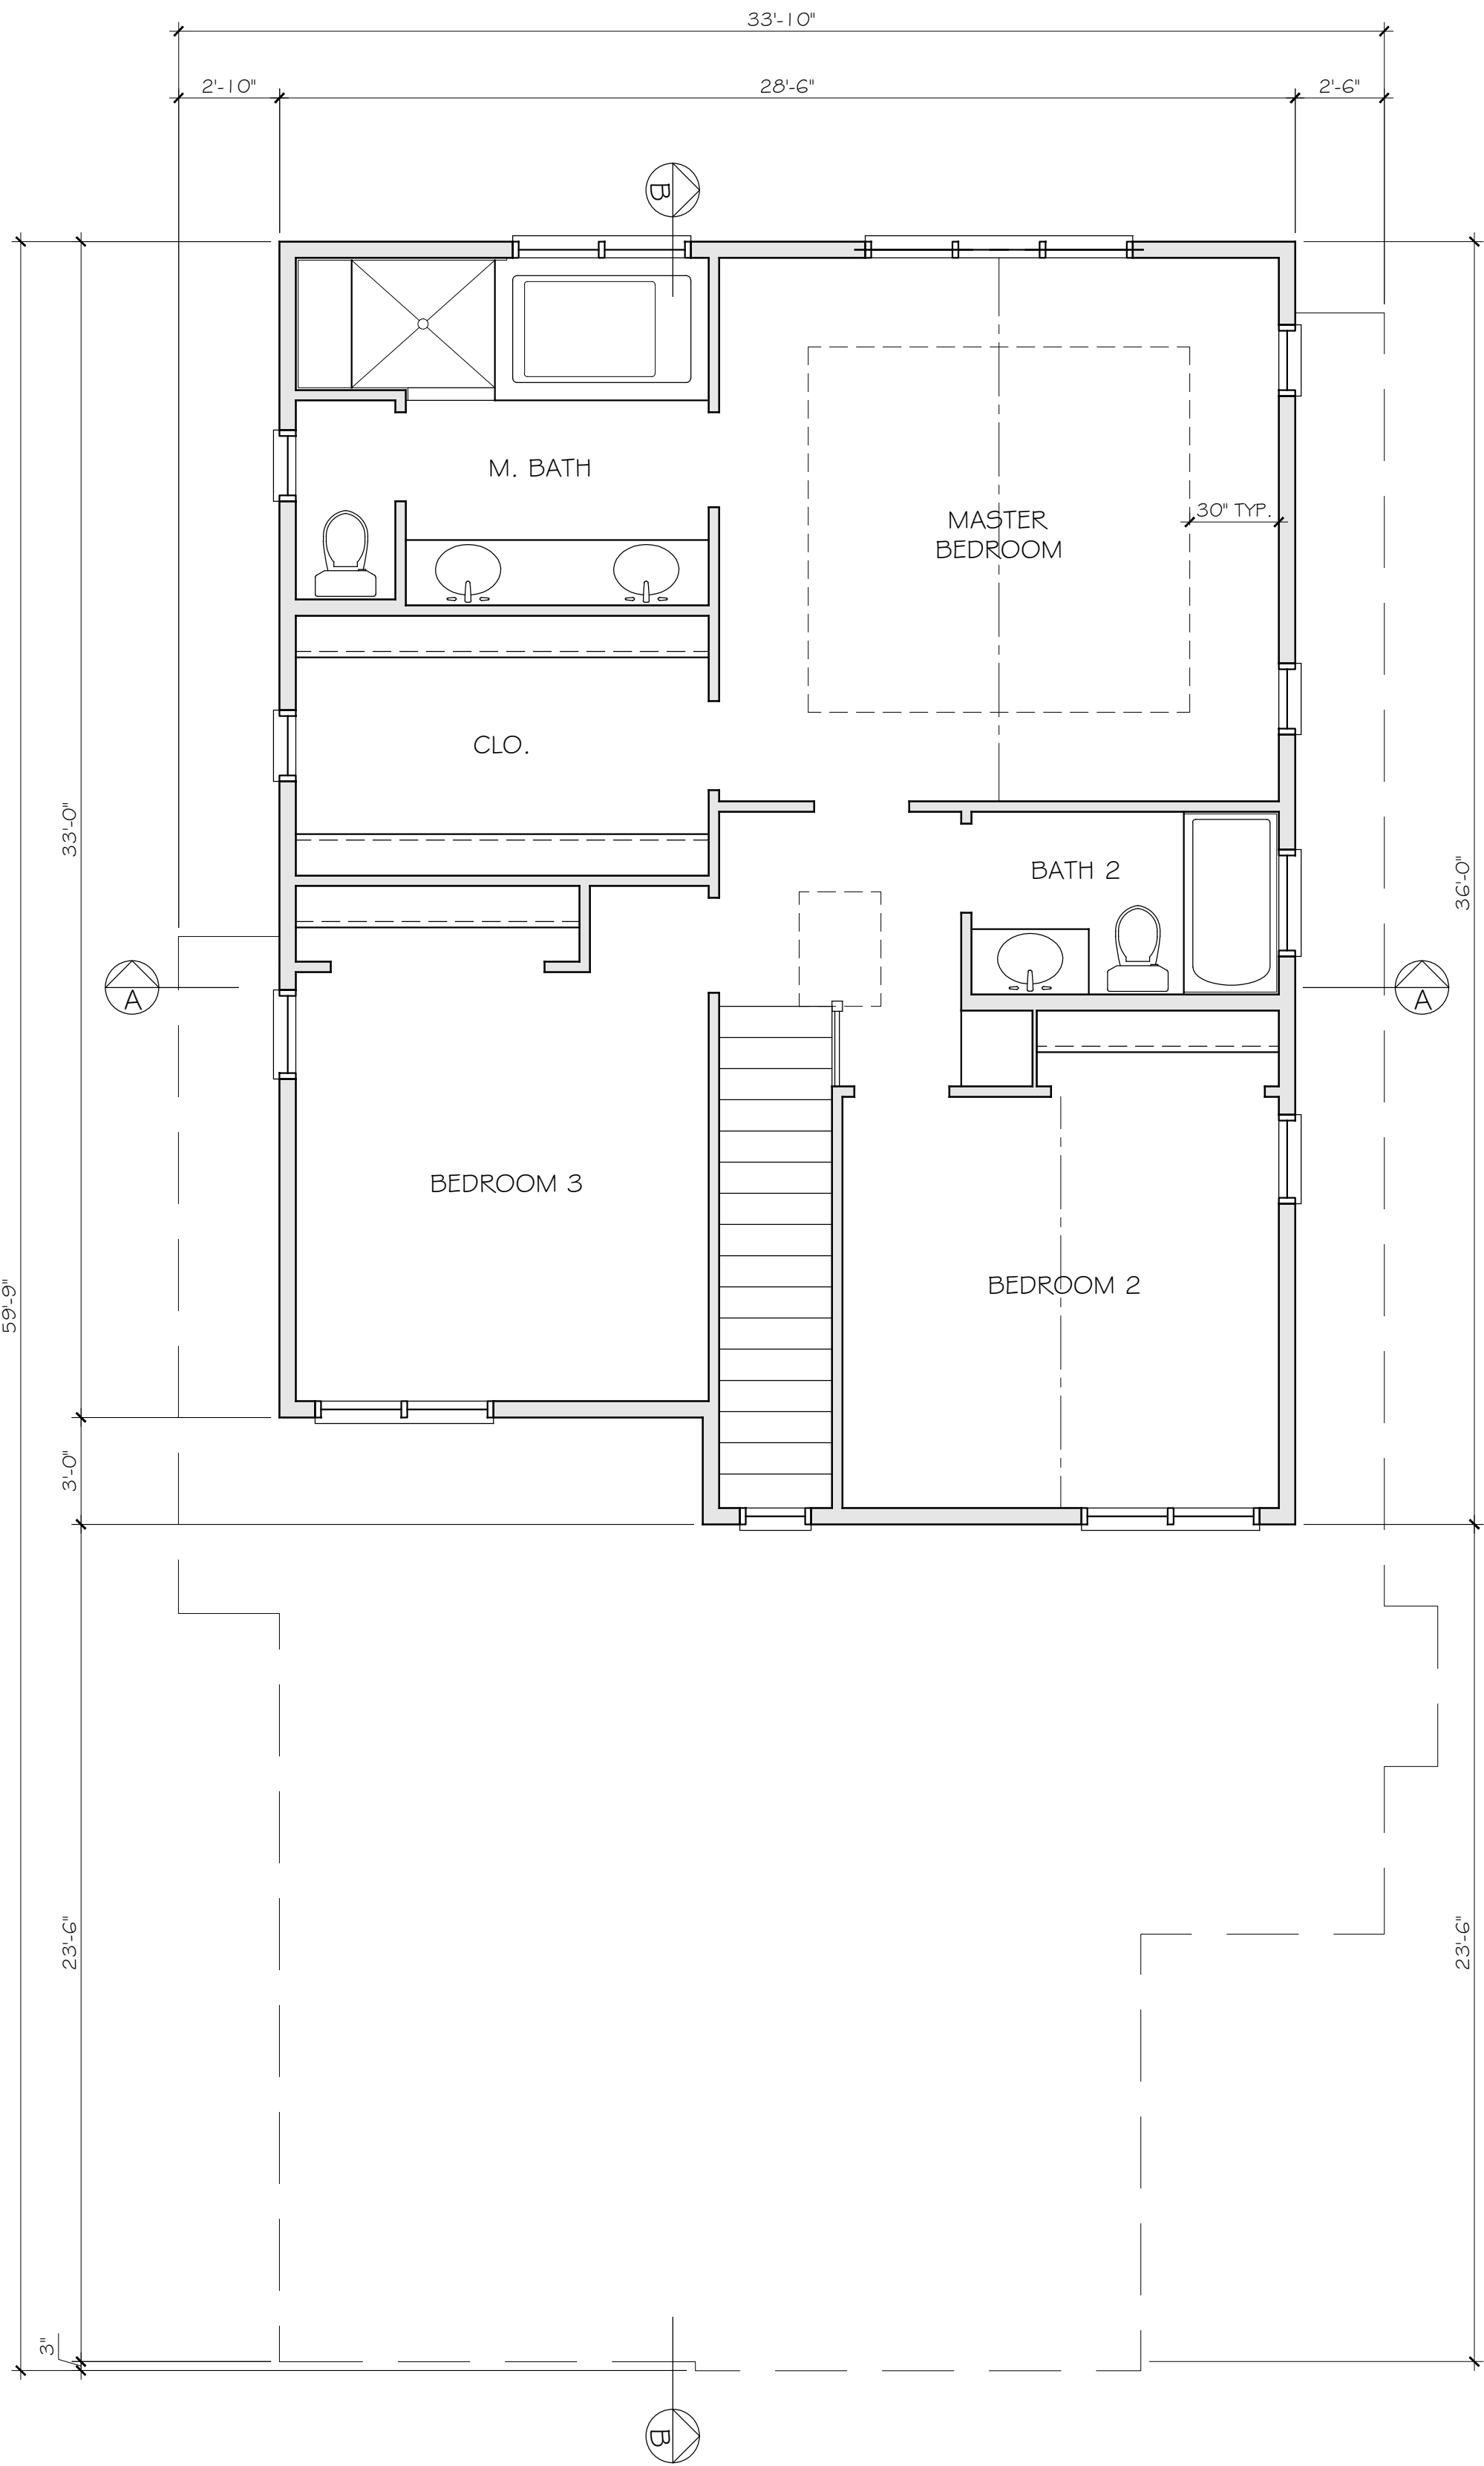 33'-10"
2'-10"
28'-6"
2'-6"
B
M. BATH
MASTER
BEDROOM
30" TYP.
CLO.
33'-0"
BATH 2
36'-0"
A
A
BEDROOM 3
BEDROOM 2
59'-9"
3'-0"
23'-6"
23'-6"
3"
B